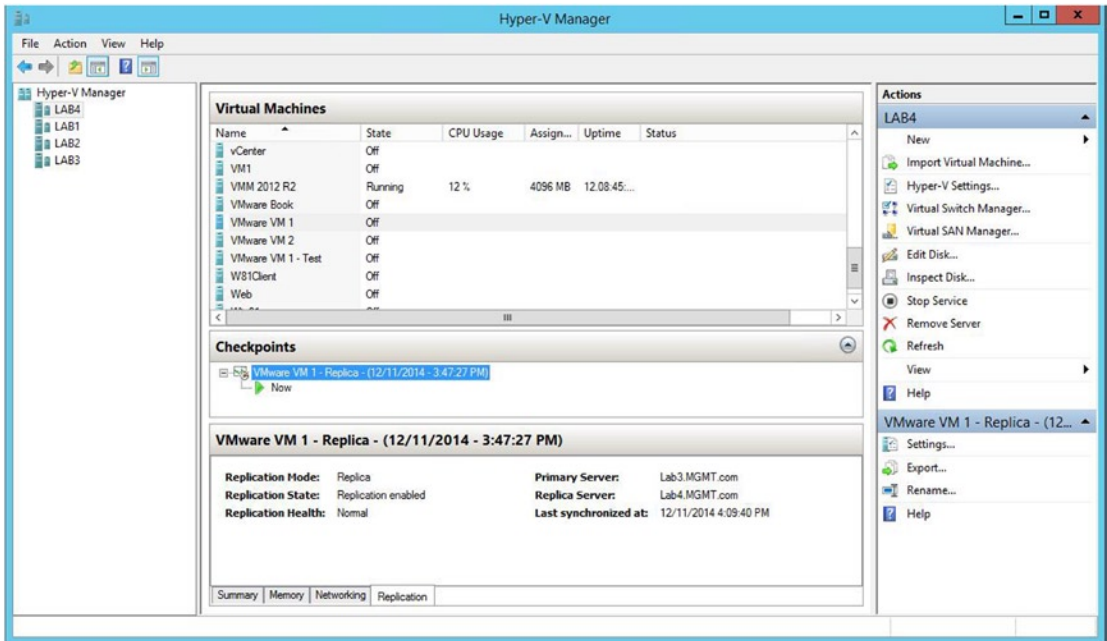 Hyper-V Manager
File Action View Help
Hyper-V Manager
LAB4
LAB1
LAB2
LAB3
Virtual Machines
Name State CPU Usage Assign... Uptime Status
vCenter Off
VM1 Off
VMM 2012 R2 Running 12 % 4096 MB 12.08:45:...
VMware Book Off
VMware VM 1 Off
VMware VM 2 Off
VMware VM 1 - Test Off
W81Client Off
Web Off
Checkpoints
VMware VM 1 - Replica - (12/11/2014 - 3:47:27 PM)
Now
VMware VM 1 - Replica - (12/11/2014 - 3:47:27 PM)
Replication Mode: Replica Primary Server: Lab3.MGMT.com
Replication State: Replication enabled Replica Server: Lab4.MGMT.com
Replication Health: Normal Last synchronized at: 12/11/2014 4:09:40 PM
Summary Memory Networking Replication
Actions
LAB4
New
Import Virtual Machine...
Hyper-V Settings...
Virtual Switch Manager...
Virtual SAN Manager...
Edit Disk...
Inspect Disk...
Stop Service
Remove Server
Refresh
View
Help
VMware VM 1 - Replica - (12...
Settings...
Export...
Rename...
Help